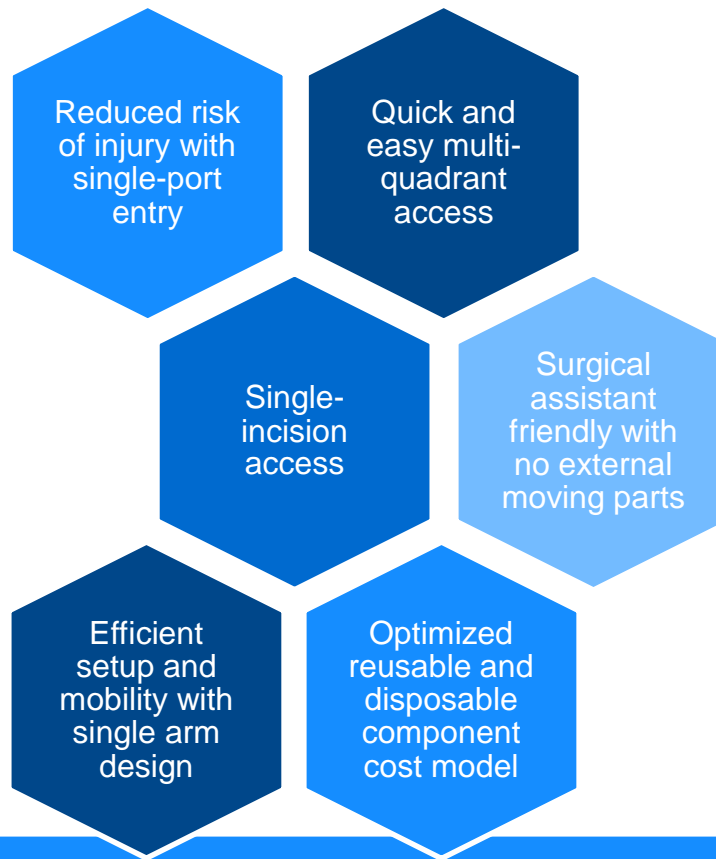 Reduced risk
of injury with
single-port
entry
Quick and
easy multi-
quadrant
access
Single-
incision
access
Surgical
assistant
friendly with
no external
moving parts
Efficient
setup and
mobility with
single arm
design
Optimized
reusable and
disposable
component
cost model